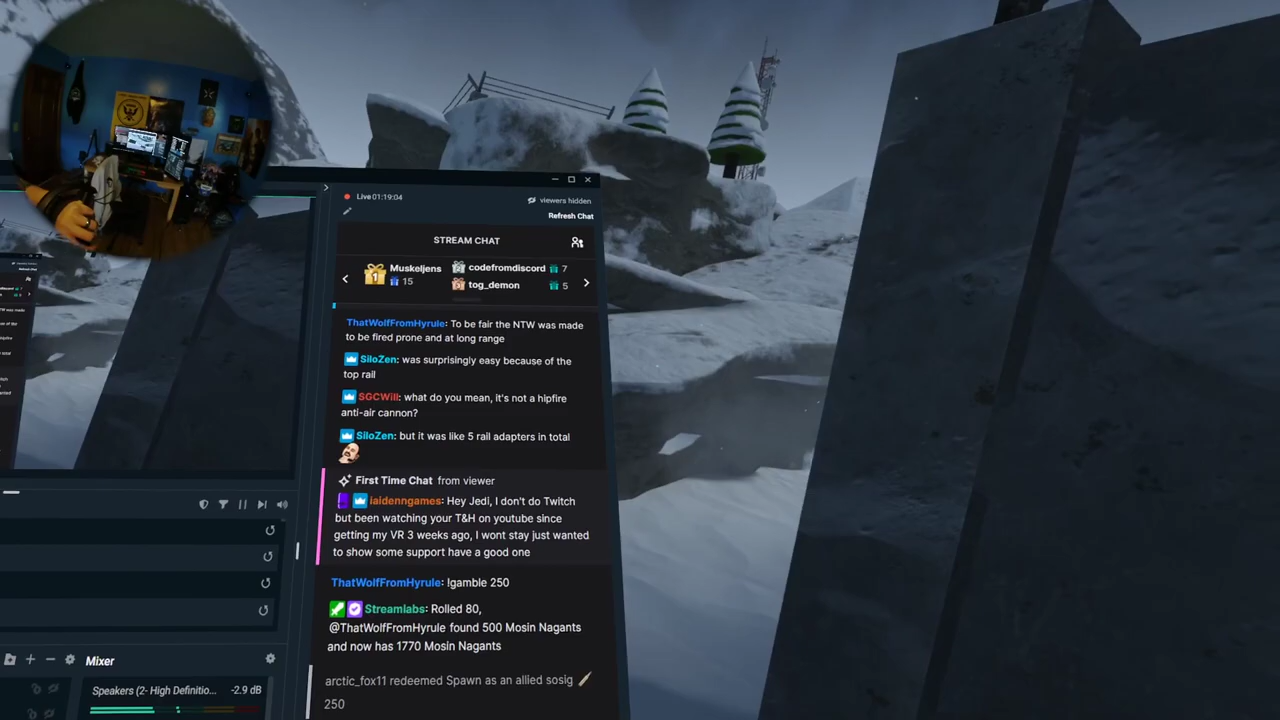 Live 01:19:04
viewers hidden
Refresh Chat
STREAM CHAT
Muskeljens
15
codefromdiscord 7
tog_demon 5
ThatWolfFromHyrule: To be fair the NTW was made
to be fired prone and at long range
SiloZen: was surprisingly easy because of the
top rail
SGCWill: what do you mean, it's not a hipfire
anti-air cannon?
SiloZen: but it was like 5 rail adapters in total
First Time Chat from viewer
iaidenngames: Hey Jedi, I don't do Twitch
but been watching your T&H on youtube since
getting my VR 3 weeks ago, I wont stay just wanted
to show some support have a good one
ThatWolfFromHyrule: !gamble 250
Streamlabs: Rolled 80,
@ThatWolfFromHyrule found 500 Mosin Nagants
and now has 1770 Mosin Nagants
arctic_fox11 redeemed Spawn as an allied sosig
250
Mixer
Speakers (2- High Definitio... -2.9 dB